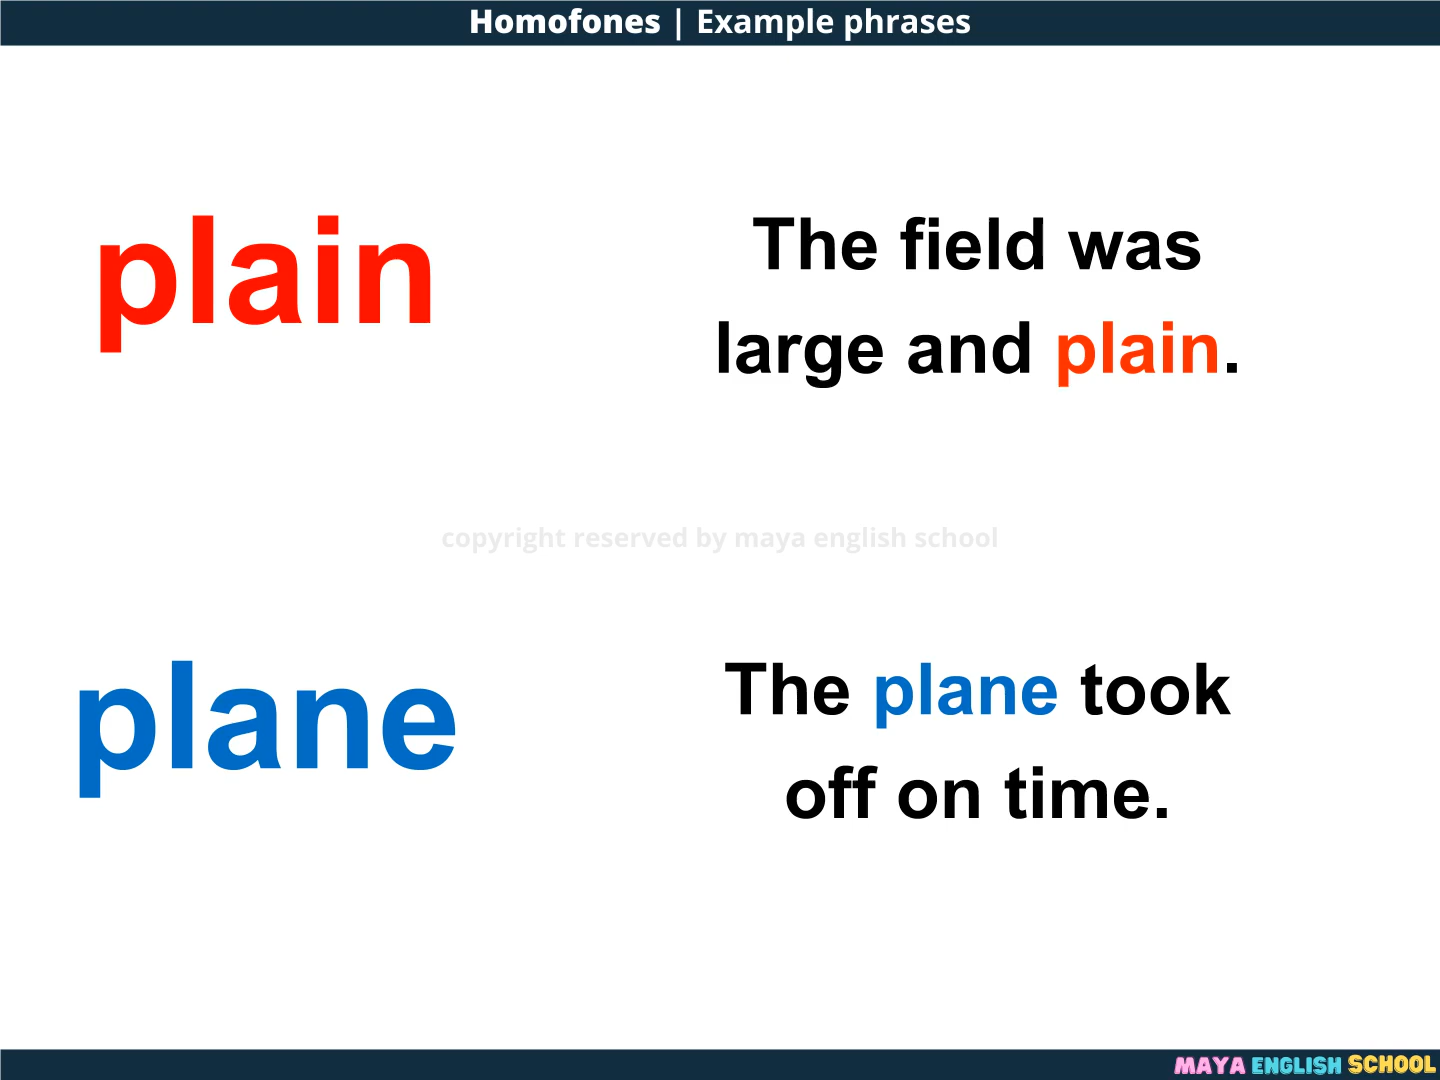 Homofones | Example phrases
plain
The field was
large and plain.
copyright reserved by maya english school
plane
The plane took
off on time.
MAYA ENGLISH SCHOOL